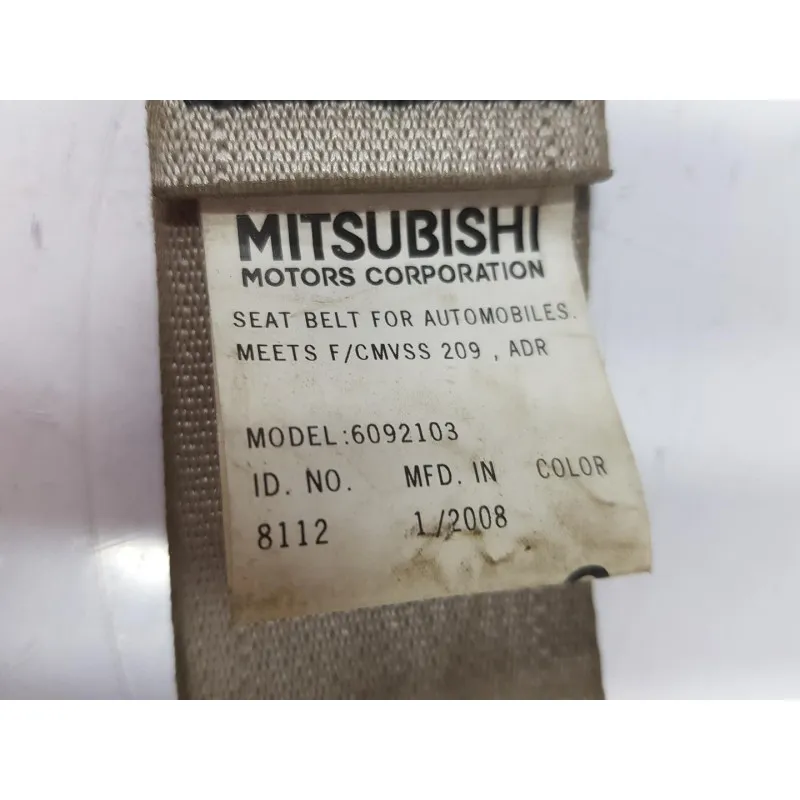 MITSUBISHI
MOTORS CORPORATION
SEAT BELT FOR AUTOMOBILES.
MEETS F/CMVSS 209 , ADR
MODEL:6092103
ID. NO. MFD. IN COLOR
8112 1/2008